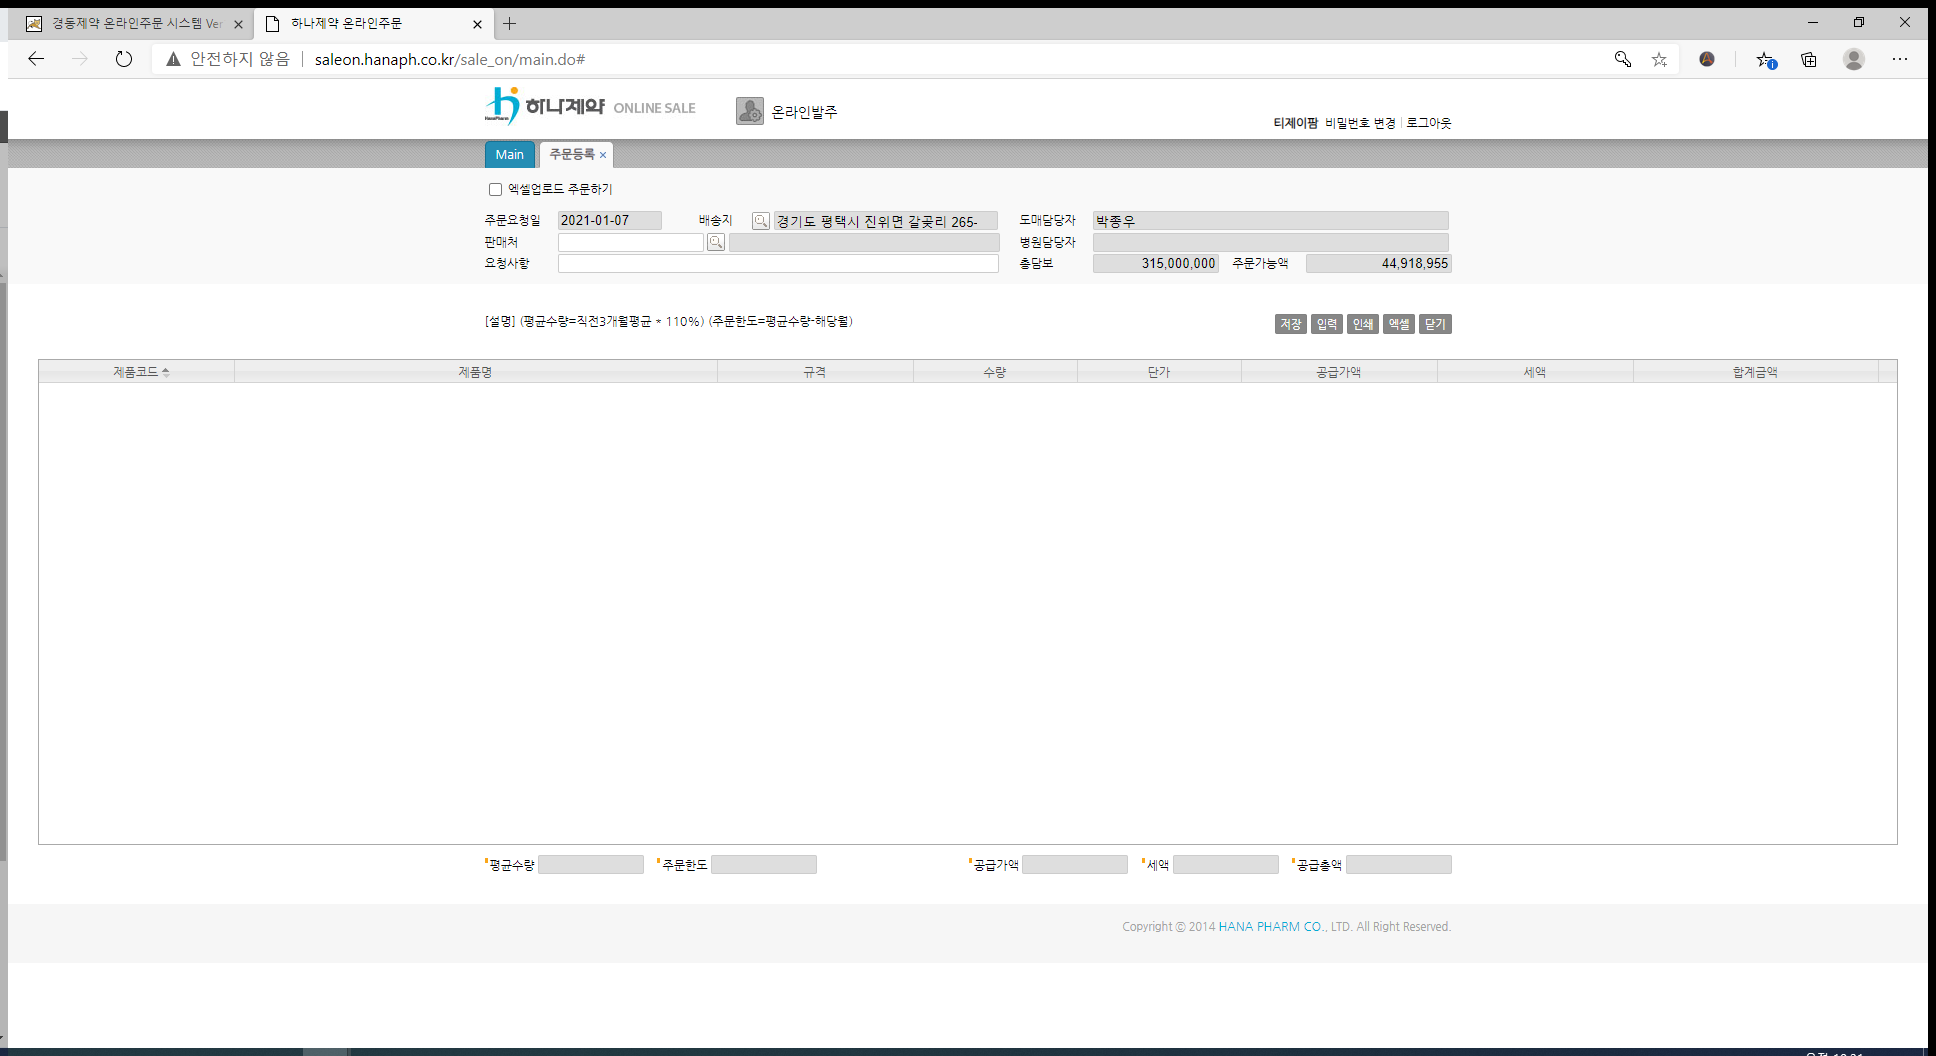 경동제약 온라인주문 시스템 Ver
하나제약 온라인주문
안전하지 않음
saleon.hanaph.co.kr/sale_on/main.do#
하나제약 ONLINE SALE
HanaPharm
온라인발주
티제이팜 비밀번호 변경 로그아웃
Main
주문등록 ×
엑셀업로드 주문하기
주문요청일 2021-01-07 배송지 경기도 평택시 진위면 갈곶리 265- 도매담당자 박종우
판매처 병원담당자
요청사항 총담보 315,000,000 주문가능액 44,918,955
[설명] (평균수량=직전3개월평균 * 110%) (주문한도=평균수량-해당월)
저장 입력 인쇄 엑셀 닫기
제품코드 제품명 규격 수량 단가 공급가액 세액 합계금액
평균수량 주문한도 공급가액 세액 공급총액
Copyright ⓒ 2014 HANA PHARM CO., LTD. All Right Reserved.